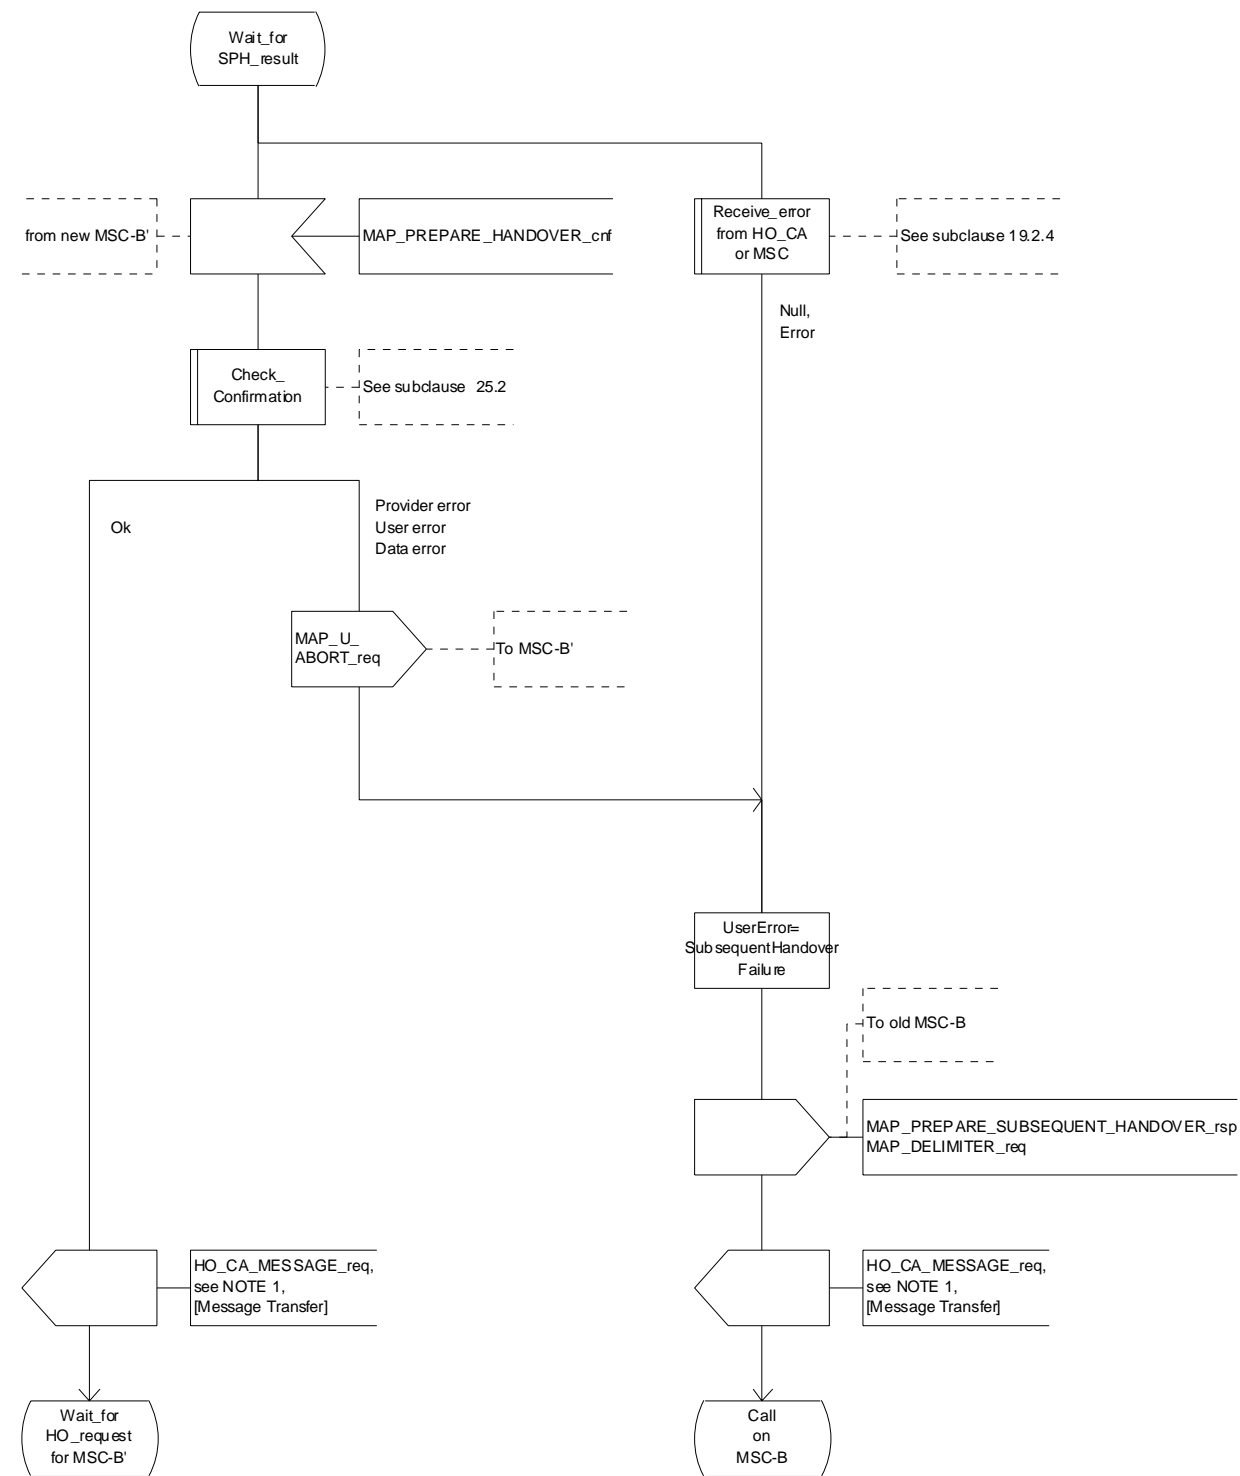 Wait_for
SPH_result
from new MSC-B'
MAP_PREPARE_HANDOVER_cnf
Receive_error
from HO_CA
or MSC
See subclause 19.2.4
Null,
Error
Check_
Confirmation
See subclause 25.2
Ok
Provider error
User error
Data error
MAP_U_
ABORT_req
To MSC-B'
UserError=
SubsequentHandover
Failure
To old MSC-B
MAP_PREPARE_SUBSEQUENT_HANDOVER_rsp
MAP_DELIMITER_req
HO_CA_MESSAGE_req,
see NOTE 1,
[Message Transfer]
HO_CA_MESSAGE_req,
see NOTE 1,
[Message Transfer]
Wait_for
HO_request
for MSC-B'
Call
on
MSC-B